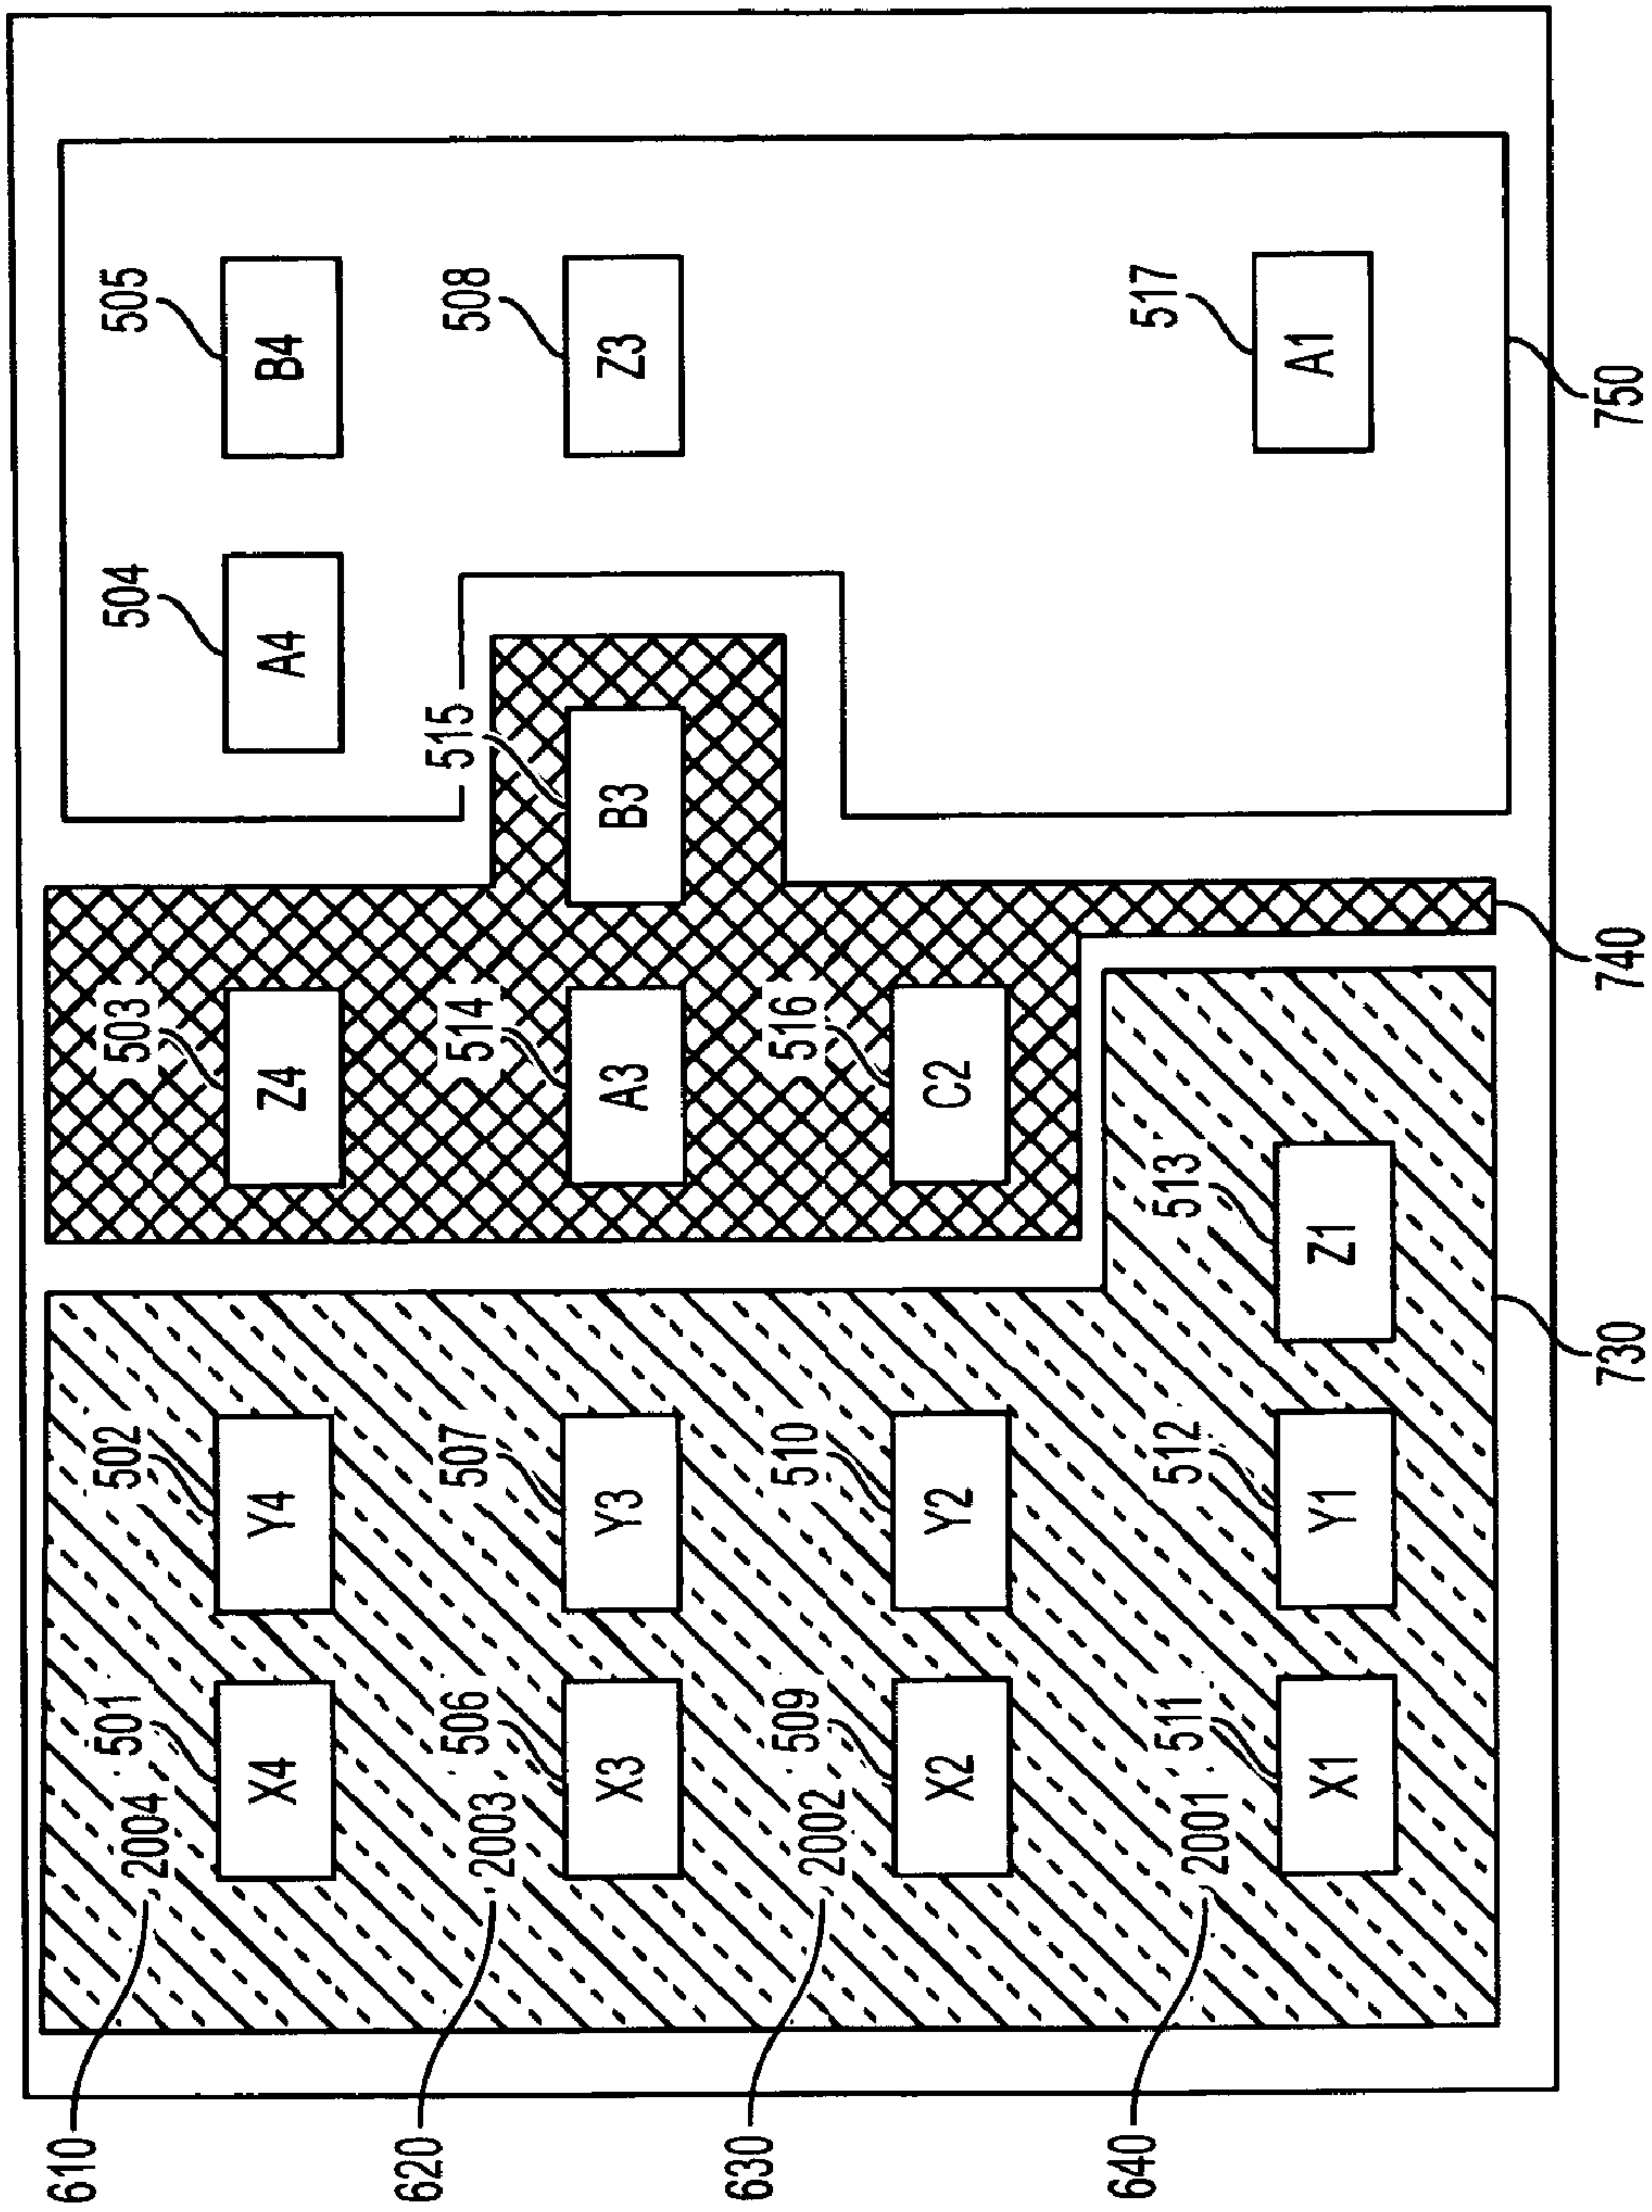 610 2004 501 502 503 504 505
X4 Y4 Z4 A4 B4
620 2003 506 507 514 515 508
X3 Y3 A3 B3 Z3
630 2002 509 510 516
X2 Y2 C2
640 2001 511 512 513 517
X1 Y1 Z1 A1
730 740 750